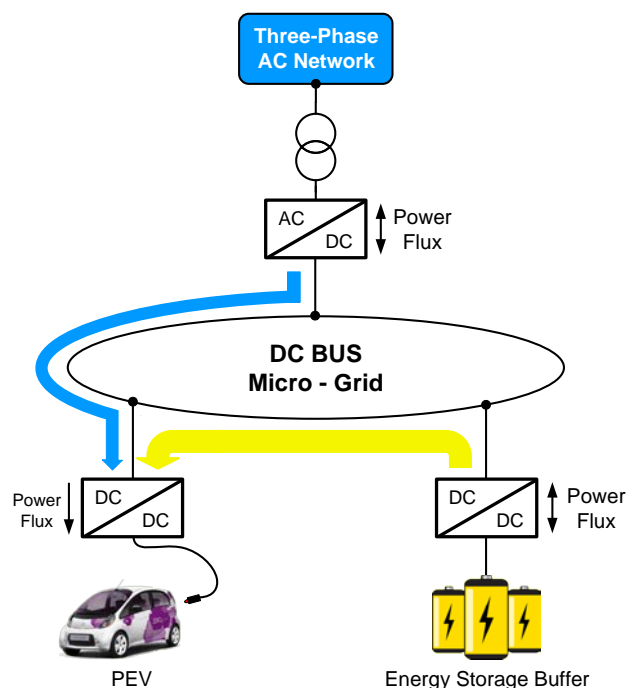 Three-Phase
AC Network
AC
DC
Power
Flux
DC BUS
Micro - Grid
Power
Flux
DC
DC
DC
DC
Power
Flux
PEV
Energy Storage Buffer